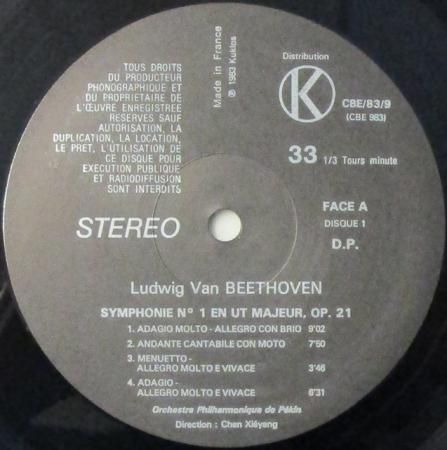 TOUS DROITS
DU PRODUCTEUR
PHONOGRAPHIQUE ET
DU PROPRIETAIRE DE
L'ŒUVRE ENREGISTREE
RESERVES SAUF
AUTORISATION, LA
DUPLICATION, LA LOCATION,
LE PRET, L'UTILISATION DE
CE DISQUE POUR
EXECUTION PUBLIQUE
ET RADIODIFFUSION
SONT INTERDITS
Made in France
℗ 1983 Kuklos
Distribution
K
CBE/83/9
(CBE 983)
33 1/3 Tours minute
STEREO
FACE A
DISQUE 1
D.P.
Ludwig Van BEETHOVEN
SYMPHONIE Nº 1 EN UT MAJEUR, OP. 21
1. ADAGIO MOLTO - ALLEGRO CON BRIO 9'02
2. ANDANTE CANTABILE CON MOTO 7'50
3. MENUETTO -
ALLEGRO MOLTO E VIVACE 3'46
4. ADAGIO -
ALLEGRO MOLTO E VIVACE 6'31
Orchestre Philharmonique de Pékin
Direction : Chen Xiéyang